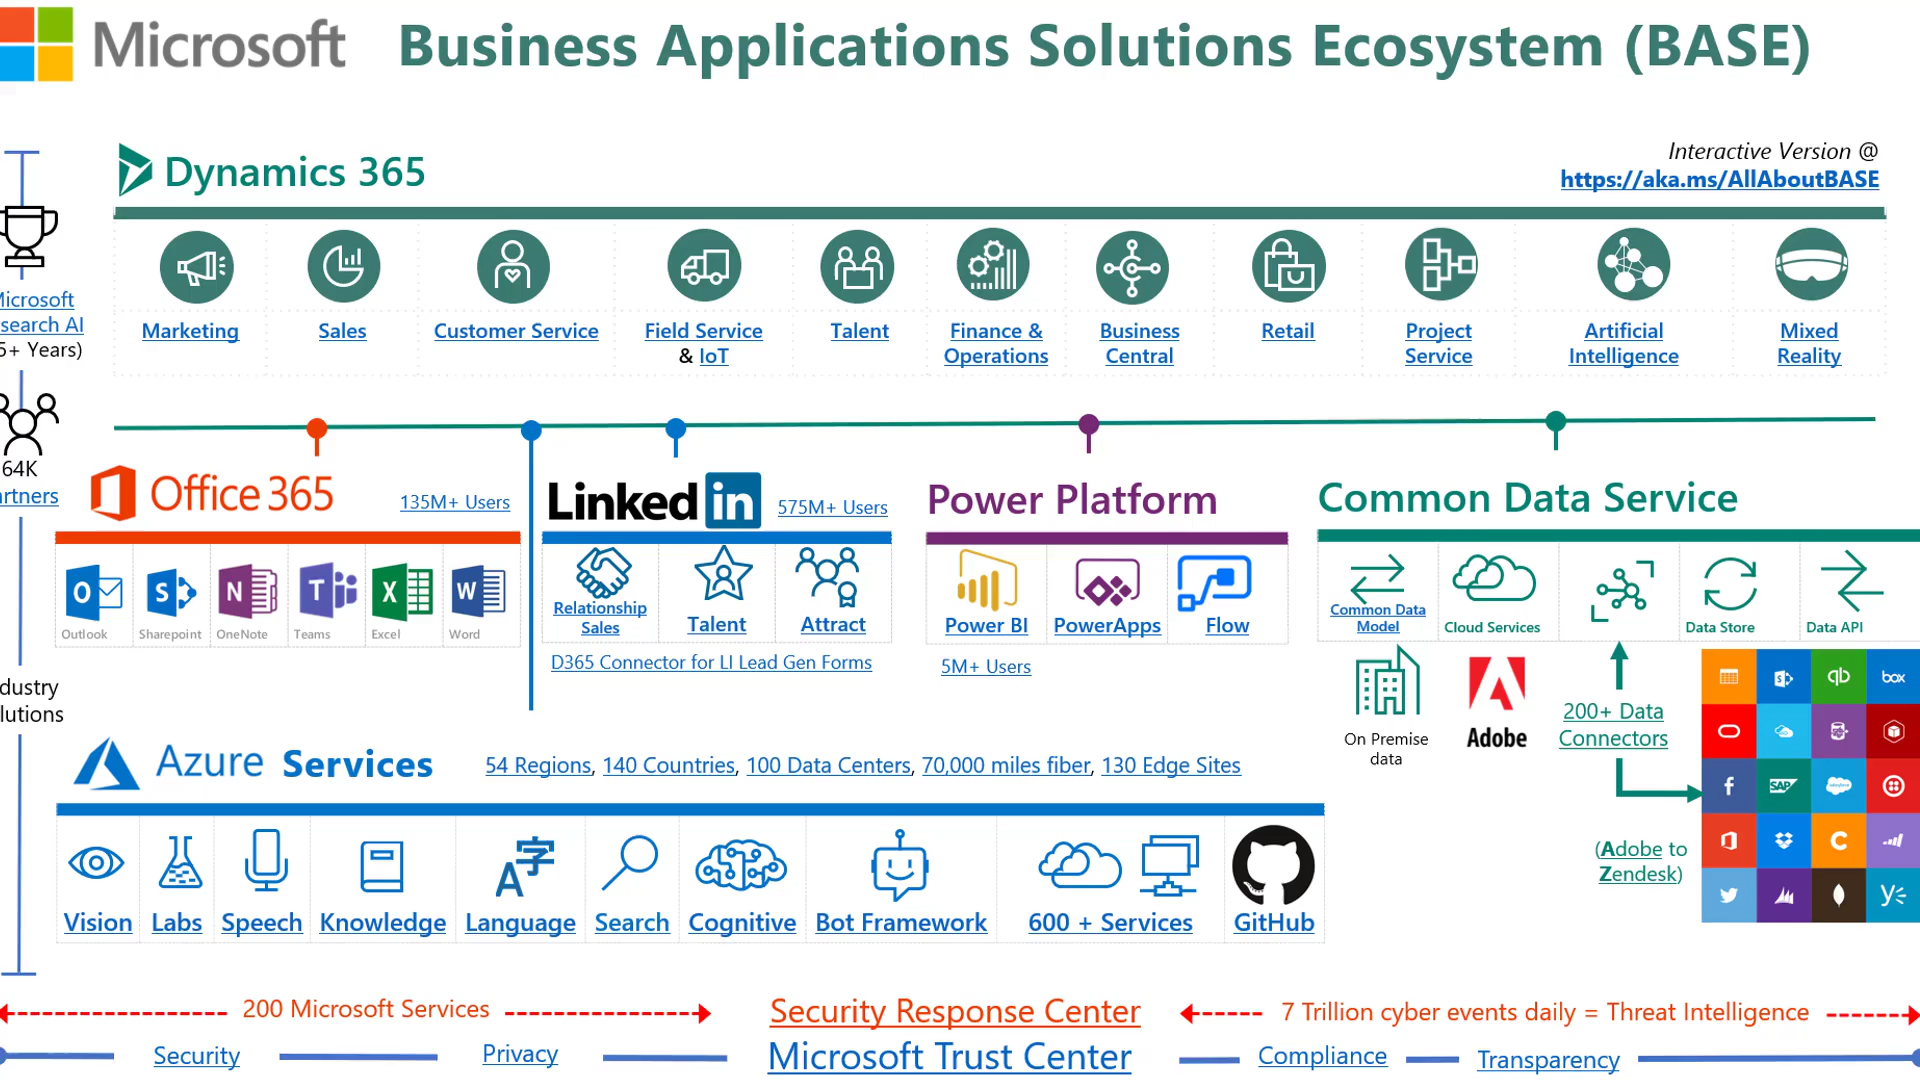 Microsoft
Business Applications Solutions Ecosystem (BASE)
Dynamics 365
Interactive Version @
https://aka.ms/AllAboutBASE
Marketing
Sales
Customer Service
Field Service
& IoT
Talent
Finance &
Operations
Business
Central
Retail
Project
Service
Artificial
Intelligence
Mixed
Reality
Microsoft
search AI
5+ Years)
64K
artners
dustry
lutions
Office 365
135M+ Users
Outlook
Sharepoint
OneNote
Teams
Excel
Word
Linked in
575M+ Users
Relationship
Sales
Talent
Attract
D365 Connector for LI Lead Gen Forms
Power Platform
Power BI
PowerApps
Flow
5M+ Users
Common Data Service
Common Data
Model
Cloud Services
Data Store
Data API
On Premise
data
Adobe
200+ Data
Connectors
(Adobe to
Zendesk)
qb
box
SAP
Azure Services
54 Regions, 140 Countries, 100 Data Centers, 70,000 miles fiber, 130 Edge Sites
Vision
Labs
Speech
Knowledge
Language
Search
Cognitive
Bot Framework
600 + Services
GitHub
200 Microsoft Services
Security Response Center
7 Trillion cyber events daily = Threat Intelligence
Security
Privacy
Microsoft Trust Center
Compliance
Transparency